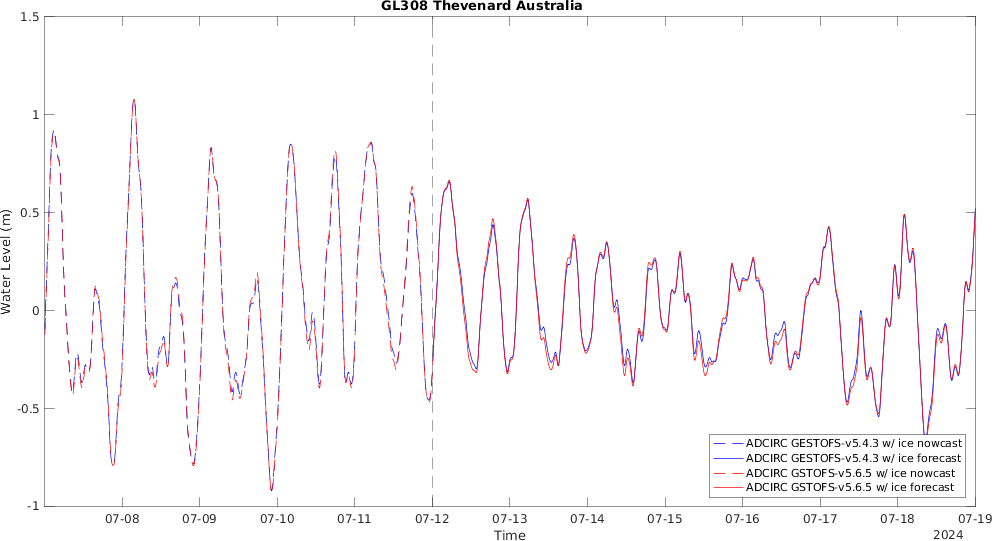 GL308 Thevenard Australia
1.5
1
0.5
0
-0.5
-1
Water Level (m)
07-08 07-09 07-10 07-11 07-12 07-13 07-14 07-15 07-16 07-17 07-18 07-19
Time
2024
ADCIRC GESTOFS-v5.4.3 w/ ice nowcast
ADCIRC GESTOFS-v5.4.3 w/ ice forecast
ADCIRC GSTOFS-v5.6.5 w/ ice nowcast
ADCIRC GSTOFS-v5.6.5 w/ ice forecast